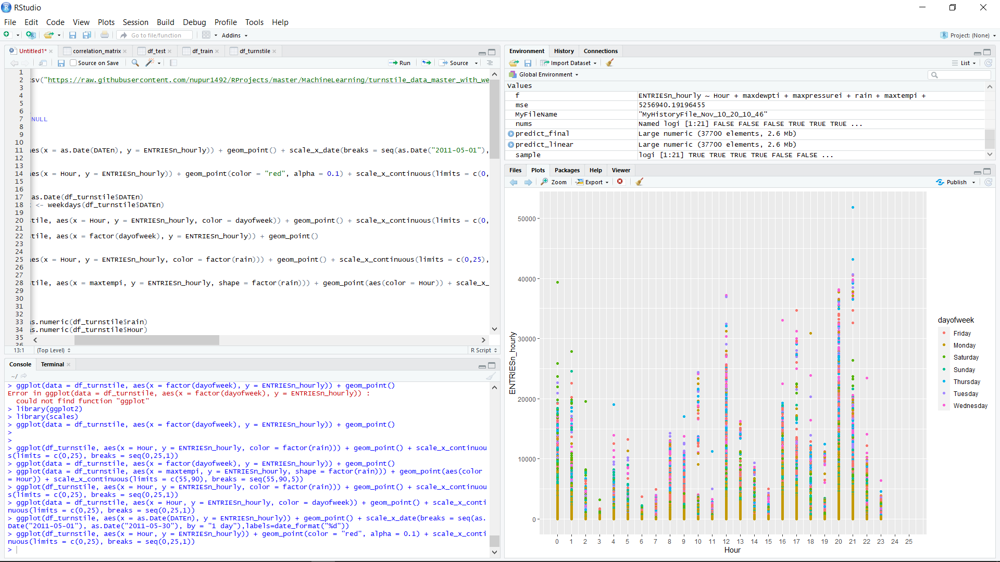 RStudio
File Edit Code View Plots Session Build Debug Profile Tools Help
Go to file/function Addins Project: (None)
Untitled1* correlation_matrix df_test df_train df_turnstile
Source on Save Run Source
1
2 csv("https://raw.githubusercontent.com/nupur1492/RProjects/master/MachineLearning/turnstile_data_master_with_we
3
4
5
6
7 NULL
8
9
10
11 aes(x = as.Date(DATEn), y = ENTRIESn_hourly)) + geom_point() + scale_x_date(breaks = seq(as.Date("2011-05-01"),
12
13
14 aes(x = Hour, y = ENTRIESn_hourly)) + geom_point(color = "red", alpha = 0.1) + scale_x_continuous(limits = c(0,
15
16
17 as.Date(df_turnstile$DATEn)
18 <- weekdays(df_turnstile$DATEn)
19
20 stile, aes(x = Hour, y = ENTRIESn_hourly, color = dayofweek)) + geom_point() + scale_x_continuous(limits = c(0,
21
22 stile, aes(x = factor(dayofweek), y = ENTRIESn_hourly)) + geom_point()
23
24
25 aes(x = Hour, y = ENTRIESn_hourly, color = factor(rain))) + geom_point() + scale_x_continuous(limits = c(0,25),
26
27
28 stile, aes(x = maxtempi, y = ENTRIESn_hourly, shape = factor(rain))) + geom_point(aes(color = Hour)) + scale_x_
29
30
31
32
33 as.numeric(df_turnstile$rain)
34 as.numeric(df_turnstile$Hour)
35
36
13:1 (Top Level) R Script
Console Terminal
~/
> ggplot(data = df_turnstile, aes(x = factor(dayofweek), y = ENTRIESn_hourly)) + geom_point()
Error in ggplot(data = df_turnstile, aes(x = factor(dayofweek), y = ENTRIESn_hourly)) :
could not find function "ggplot"
> library(ggplot2)
> library(scales)
> ggplot(data = df_turnstile, aes(x = factor(dayofweek), y = ENTRIESn_hourly)) + geom_point()
>
>
> ggplot(df_turnstile, aes(x = Hour, y = ENTRIESn_hourly, color = factor(rain))) + geom_point() + scale_x_continuou
s(limits = c(0,25), breaks = seq(0,25,1))
> ggplot(data = df_turnstile, aes(x = factor(dayofweek), y = ENTRIESn_hourly)) + geom_point()
> ggplot(data = df_turnstile, aes(x = maxtempi, y = ENTRIESn_hourly, shape = factor(rain))) + geom_point(aes(color
= Hour)) + scale_x_continuous(limits = c(55,90), breaks = seq(55,90,5))
> ggplot(df_turnstile, aes(x = Hour, y = ENTRIESn_hourly, color = factor(rain))) + geom_point() + scale_x_continuou
s(limits = c(0,25), breaks = seq(0,25,1))
> ggplot(data = df_turnstile, aes(x = Hour, y = ENTRIESn_hourly, color = dayofweek)) + geom_point() + scale_x_conti
nuous(limits = c(0,25), breaks = seq(0,25,1))
> ggplot(df_turnstile, aes(x = as.Date(DATEn), y = ENTRIESn_hourly)) + geom_point() + scale_x_date(breaks = seq(as.
Date("2011-05-01"), as.Date("2011-05-30"), by = "1 day"),labels=date_format("%d"))
> ggplot(df_turnstile, aes(x = Hour, y = ENTRIESn_hourly)) + geom_point(color = "red", alpha = 0.1) + scale_x_conti
nuous(limits = c(0,25), breaks = seq(0,25,1))
>
Environment History Connections
Import Dataset List
Global Environment
Values
f ENTRIESn_hourly ~ Hour + maxdewpti + maxpressurei + rain + maxtempi +
mse 5256940.19196455
MyFileName "MyHistoryFile_Nov_10_20_10_46"
nums Named logi [1:21] FALSE FALSE FALSE TRUE TRUE TRUE ...
predict_final Large numeric (37700 elements, 2.6 Mb)
predict_linear Large numeric (37700 elements, 2.6 Mb)
sample logi [1:21] TRUE TRUE TRUE TRUE FALSE FALSE ...
Files Plots Packages Help Viewer
Zoom Export Publish
50000
40000
30000
20000
10000
0
ENTRIESn_hourly
0 1 2 3 4 5 6 7 8 9 10 11 12 13 14 15 16 17 18 19 20 21 22 23 24 25
Hour
dayofweek
Friday
Monday
Saturday
Sunday
Thursday
Tuesday
Wednesday